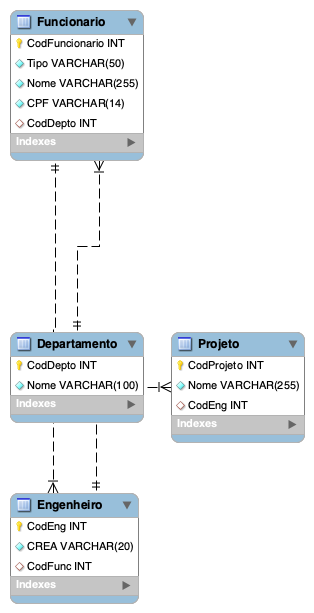 Funcionario
CodFuncionario INT
Tipo VARCHAR(50)
Nome VARCHAR(255)
CPF VARCHAR(14)
CodDepto INT
Indexes
Departamento
CodDepto INT
Nome VARCHAR(100)
Indexes
Projeto
CodProjeto INT
Nome VARCHAR(255)
CodEng INT
Indexes
Engenheiro
CodEng INT
CREA VARCHAR(20)
CodFunc INT
Indexes